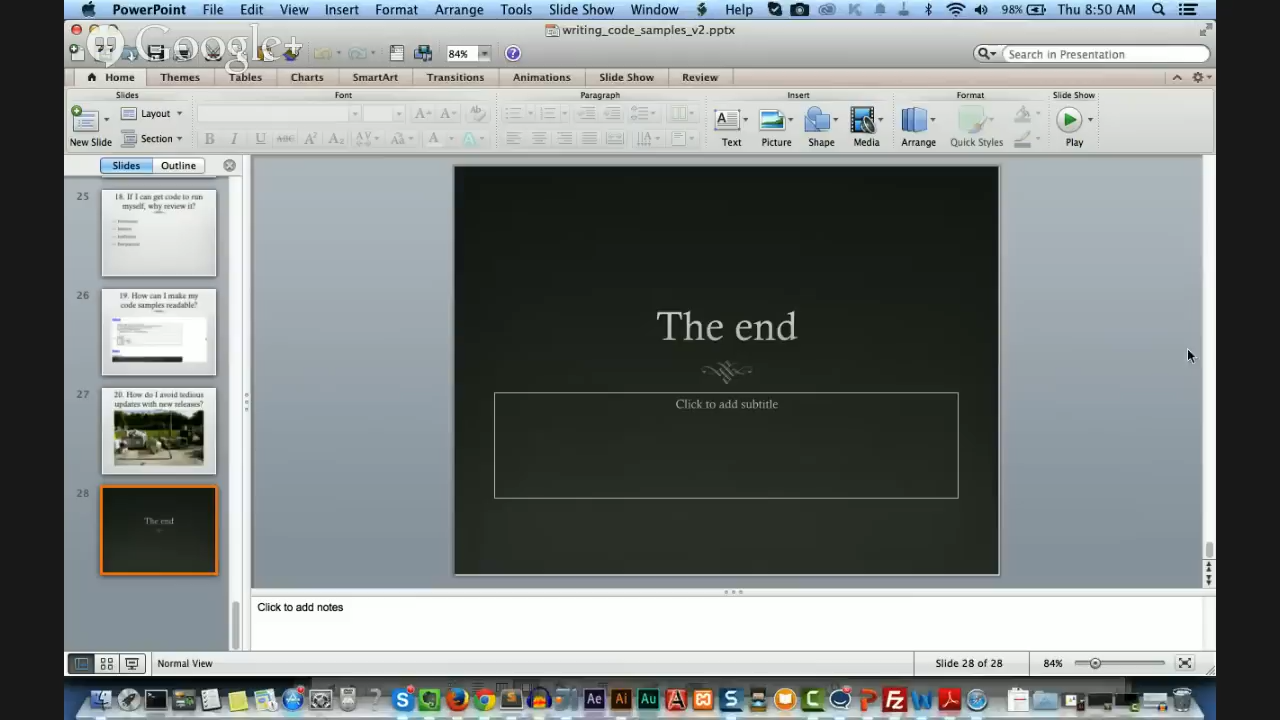 PowerPoint File Edit View Insert Format Arrange Tools Slide Show Window Help 98% Thu 8:50 AM
Google+
writing_code_samples_v2.pptx
84% Search in Presentation
Home Themes Tables Charts SmartArt Transitions Animations Slide Show Review
Slides Font Paragraph Insert Format Slide Show
Layout
Section
New Slide Text Picture Shape Media Arrange Quick Styles Play
Slides Outline
25
18. If I can get code to run
myself, why review it?
26
19. How can I make my
code samples readable?
27
20. How do I avoid tedious
updates with new releases?
28
The end
The end
Click to add subtitle
Click to add notes
Normal View Slide 28 of 28 84%